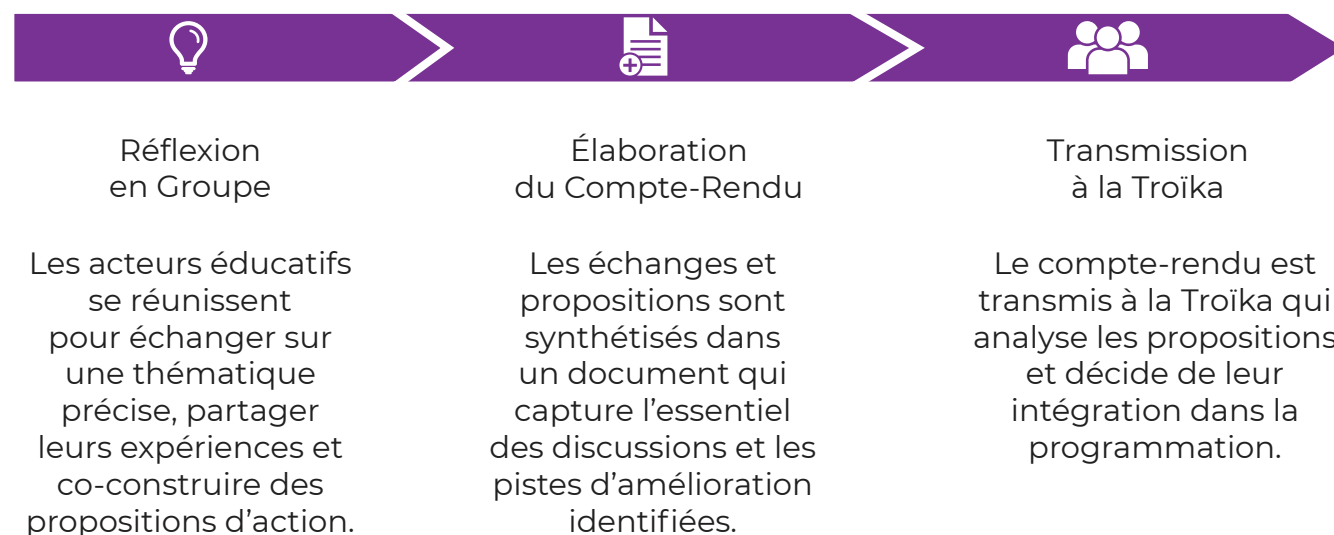 Réflexion
en Groupe
Les acteurs éducatifs
se réunissent
pour échanger sur
une thématique
précise, partager
leurs expériences et
co-construire des
propositions d’action.
Élaboration
du Compte-Rendu
Les échanges et
propositions sont
synthétisés dans
un document qui
capture l’essentiel
des discussions et les
pistes d’amélioration
identifiées.
Transmission
à la Troïka
Le compte-rendu est
transmis à la Troïka qui
analyse les propositions
et décide de leur
intégration dans la
programmation.